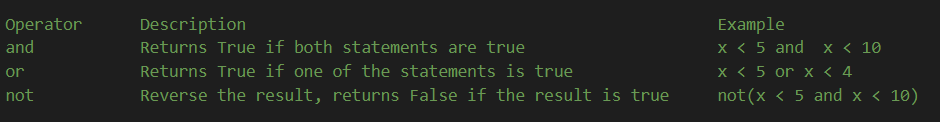 Operator Description Example
and Returns True if both statements are true x < 5 and  x < 10
or Returns True if one of the statements is true x < 5 or x < 4
not Reverse the result, returns False if the result is true not(x < 5 and x < 10)